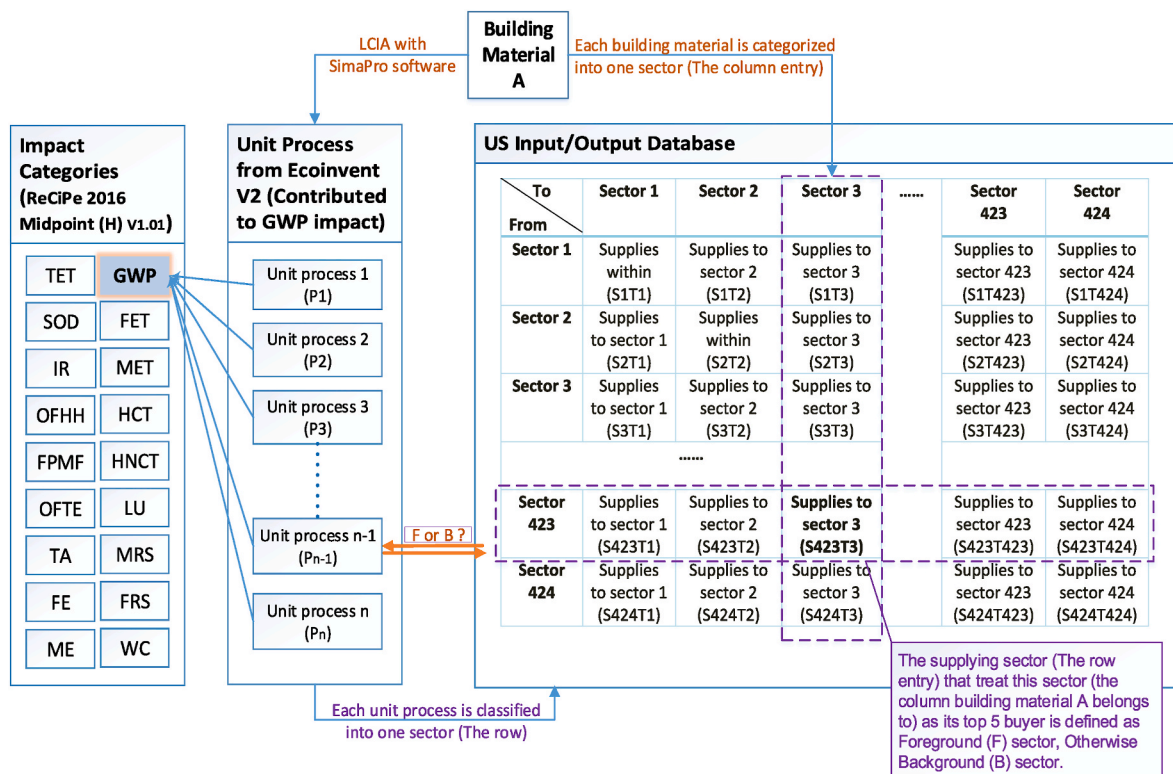 Building
Material
A
LCIA with
SimaPro software
Each building material is categorized
into one sector (The column entry)
Impact
Categories
(ReCiPe 2016
Midpoint (H) V1.01)
TET
GWP
SOD
FET
IR
MET
OFHH
HCT
FPMF
HNCT
OFTE
LU
TA
MRS
FE
FRS
ME
WC
Unit Process
from Ecoinvent
V2 (Contributed
to GWP impact)
Unit process 1
(P1)
Unit process 2
(P2)
Unit process 3
(P3)
Unit process n-1
(Pn-1)
Unit process n
(Pn)
F or B ?
Each unit process is classified
into one sector (The row)
US Input/Output Database
To
From
Sector 1
Sector 2
Sector 3
......
Sector
423
Sector
424
Sector 1
Supplies
within
(S1T1)
Supplies to
sector 2
(S1T2)
Supplies to
sector 3
(S1T3)
Supplies to
sector 423
(S1T423)
Supplies to
sector 424
(S1T424)
Sector 2
Supplies
to sector 1
(S2T1)
Supplies
within
(S2T2)
Supplies to
sector 3
(S2T3)
Supplies to
sector 423
(S2T423)
Supplies to
sector 424
(S2T424)
Sector 3
Supplies
to sector 1
(S3T1)
Supplies to
sector 2
(S3T2)
Supplies to
sector 3
(S3T3)
Supplies to
sector 423
(S3T423)
Supplies to
sector 424
(S3T424)
......
Sector
423
Supplies
to sector 1
(S423T1)
Supplies to
sector 2
(S423T2)
Supplies to
sector 3
(S423T3)
Supplies to
sector 423
(S423T423)
Supplies to
sector 424
(S423T424)
Sector
424
Supplies
to sector 1
(S424T1)
Supplies to
sector 2
(S424T2)
Supplies to
sector 3
(S424T3)
Supplies to
sector 423
(S424T423)
Supplies to
sector 424
(S424T424)
The supplying sector (The row
entry) that treat this sector (the
column building material A belongs
to) as its top 5 buyer is defined as
Foreground (F) sector, Otherwise
Background (B) sector.